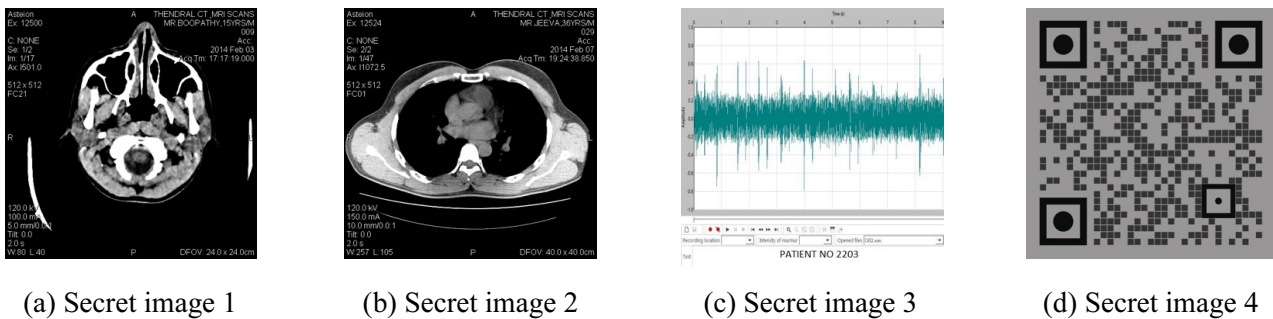 Asteion
Ex: 12500
C: NONE
Se: 1/2
Im: 1/17
Ax: I501.0
512 x 512
FC21
A
THENDRAL CT ,MRI SCANS
MR.BOOPATHY,15YRS/M
009
Acc:
2014 Feb 03
Acq Tm: 17:17:19.000
R
120.0 kV
100.0 mA
5.0 mm/0.0:1
Tilt: 0.0
2.0 s
W:80 L:40
P
DFOV: 24.0 x 24.0cm
Asteion
Ex: 12524
C: NONE
Se: 2/2
Im: 1/47
Ax: I1072.5
512 x 512
FC01
A
THENDRAL CT ,MRI SCANS
MR.JEEVA,36YRS/M
029
Acc:
2014 Feb 07
Acq Tm: 19:24:38.850
R
L
120.0 kV
150.0 mA
10.0 mm/0.0:1
Tilt: 0.0
2.0 s
W:257 L:105
P
DFOV: 40.0 x 40.0cm
Time (s)
Amplitude
Recording location
Intensity of murmur
Opened files
Text
PATIENT NO 2203
(a) Secret image 1
(b) Secret image 2
(c) Secret image 3
(d) Secret image 4